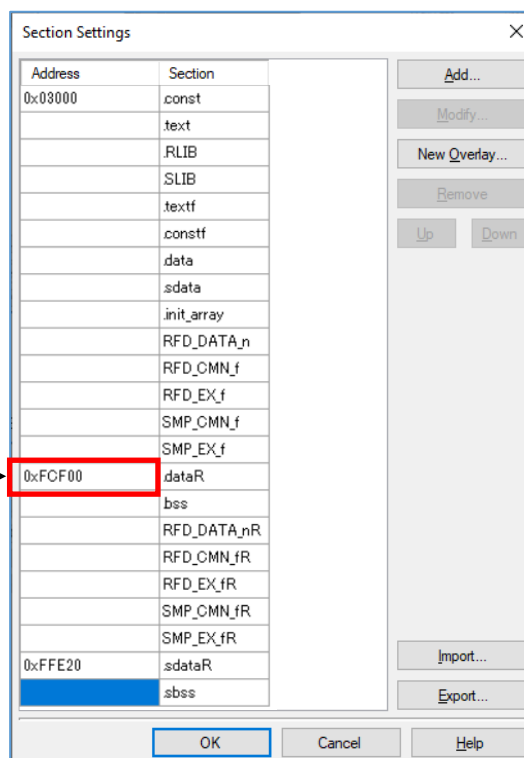 Section Settings
Address Section
0x03000 .const
.text
.RLIB
.SLIB
.textf
.constf
.data
.sdata
.init_array
RFD_DATA_n
RFD_CMN_f
RFD_EX_f
SMP_CMN_f
SMP_EX_f
0xFCF00 .dataR
.bss
RFD_DATA_nR
RFD_CMN_fR
RFD_EX_fR
SMP_CMN_fR
SMP_EX_fR
0xFFE20 .sdataR
.sbss
Add...
Modify...
New Overlay...
Remove
Up Down
Import...
Export...
OK Cancel Help